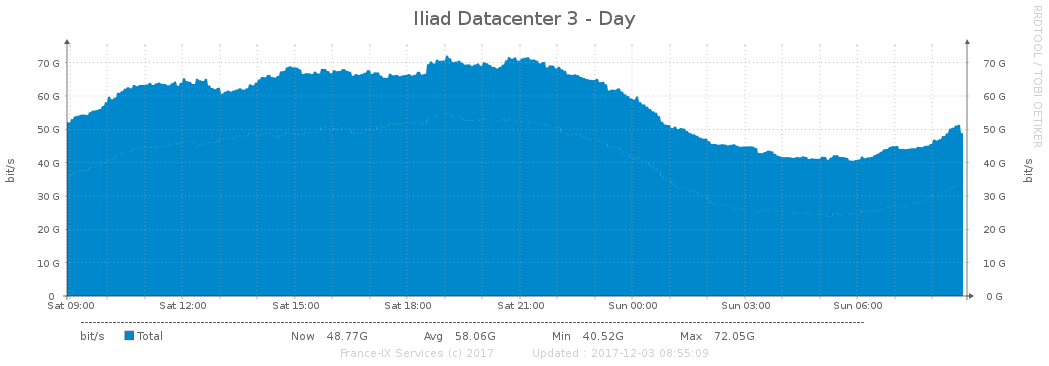 Iliad Datacenter 3 - Day
RRDTOOL / TOBI OETIKER
bit/s
70 G 70 G
60 G 60 G
50 G 50 G
40 G 40 G
30 G 30 G
20 G 20 G
10 G 10 G
0 0 G
bit/s
Sat 09:00 Sat 12:00 Sat 15:00 Sat 18:00 Sat 21:00 Sun 00:00 Sun 03:00 Sun 06:00
bit/s Total Now 48.77G Avg 58.06G Min 40.52G Max 72.05G
France-IX Services (c) 2017 Updated : 2017-12-03 08:55:09